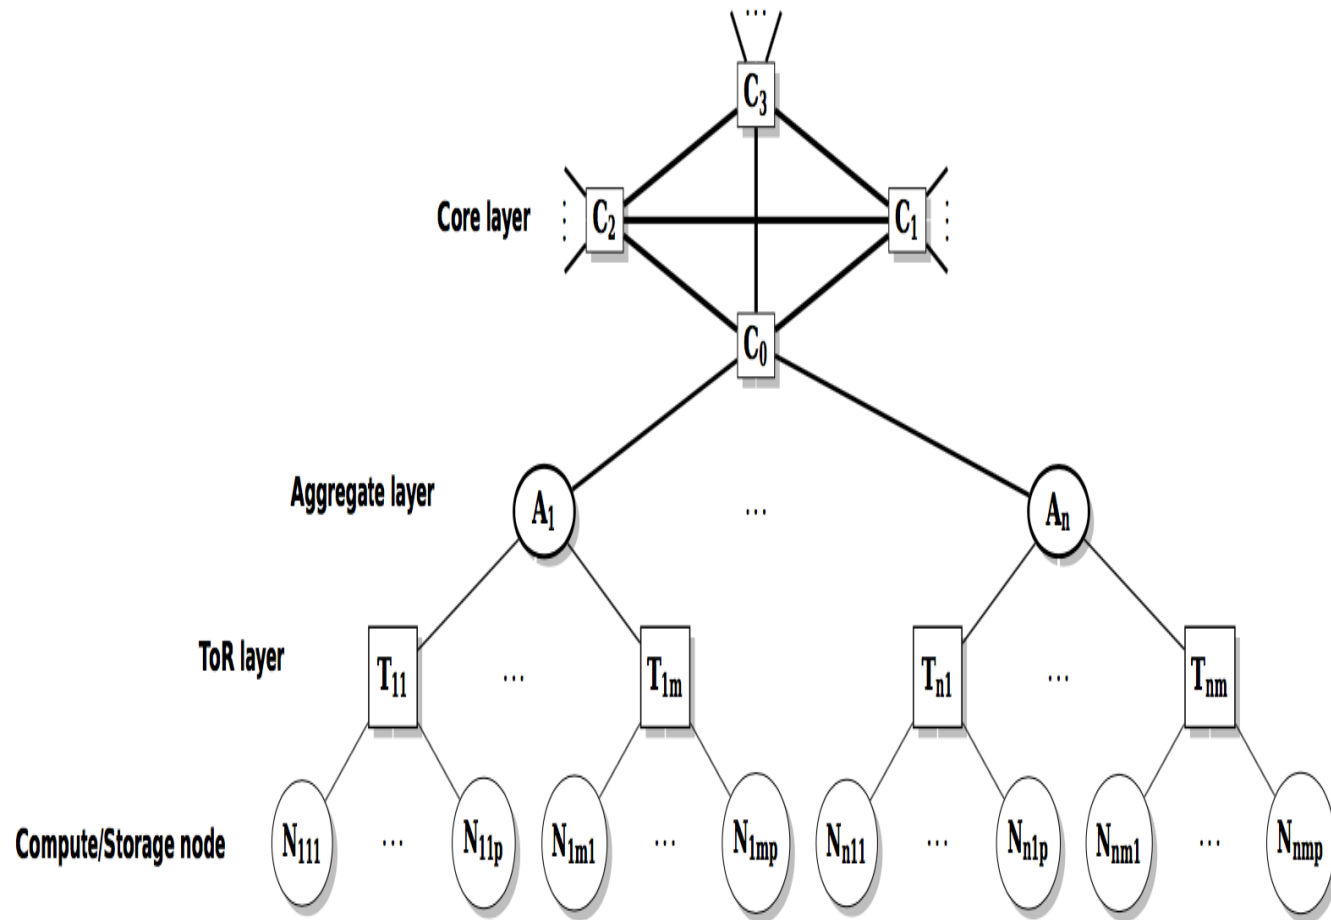 ...
C3
Core layer
C2
C1
C0
Aggregate layer
A1
...
An
ToR layer
T11
...
T1m
Tn1
...
Tnm
Compute/Storage node
N111
...
N11p
N1m1
...
N1mp
Nn11
...
Nn1p
Nnm1
...
Nnmp